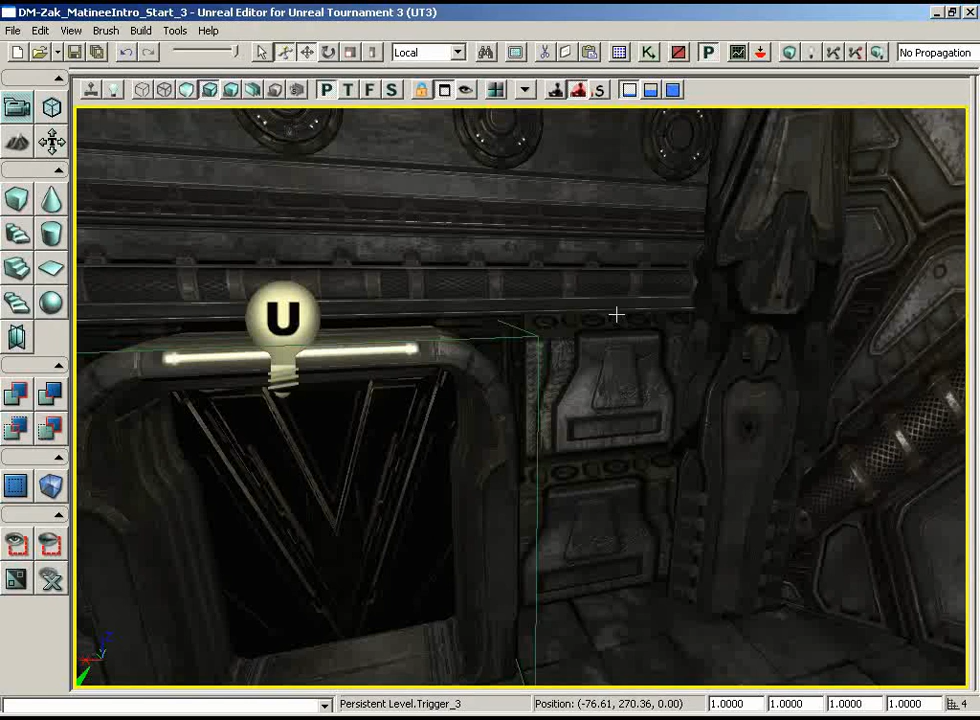 DM-Zak_MatineeIntro_Start_3 - Unreal Editor for Unreal Tournament 3 (UT3)
File Edit View Brush Build Tools Help
Local K P No Propagation
P T F S S
U
Persistent Level.Trigger_3 Position: (-76.61, 270.36, 0.00) 1.0000 1.0000 1.0000 1.0000 4